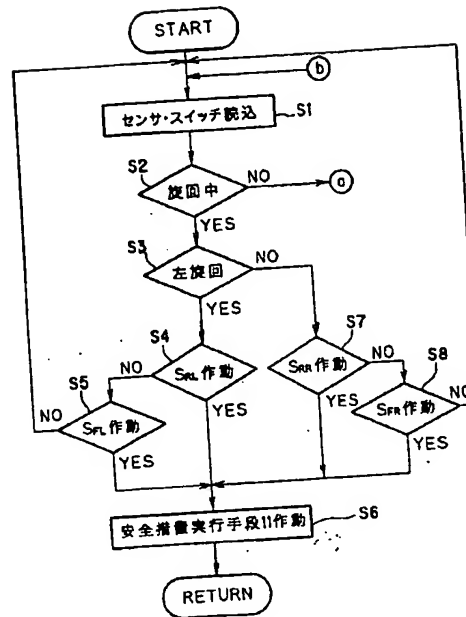 START
b
センサ・スイッチ読込
S1
S2
旋回中
NO
a
YES
S3
左旋回
NO
YES
S4
SRL作動
NO
YES
S5
SFL作動
NO
YES
S7
SRR作動
NO
YES
S8
SFR作動
NO
YES
安全措置実行手段11作動
S6
RETURN